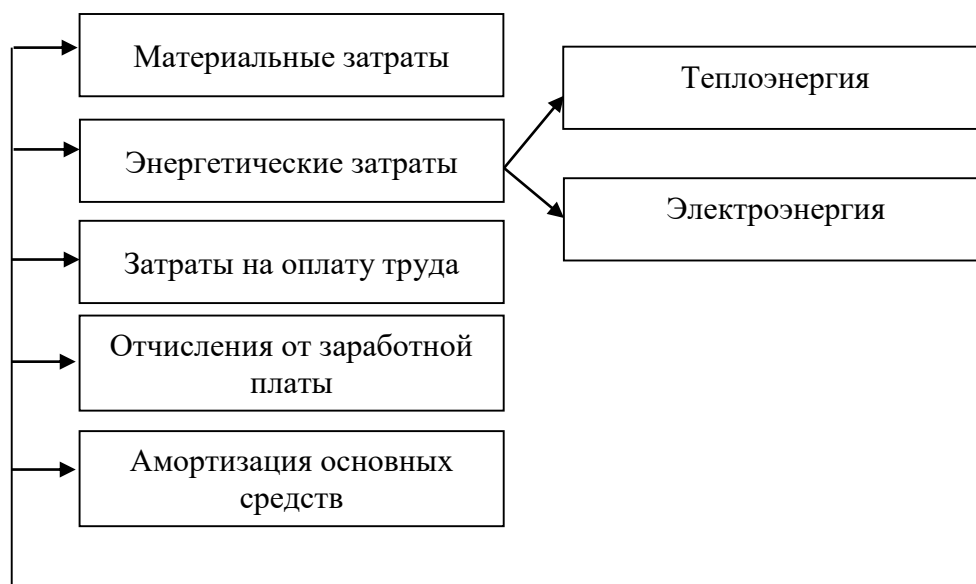 Материальные затраты
Энергетические затраты
Затраты на оплату труда
Отчисления от заработной
платы
Амортизация основных
средств
Теплоэнергия
Электроэнергия